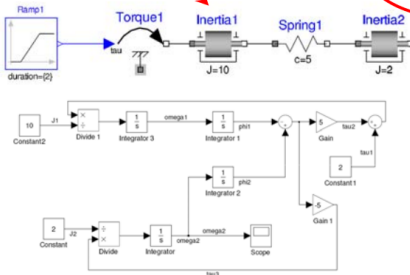 Ramp1
Torque1
Inertia1
Spring1
Inertia2
tau
duration={2}
J=10
c=5
J=2
10
J1
Constant2
×
÷
Divide 1
1
s
Integrator 3
omega1
1
s
Integrator 1
phi1
5
Gain
tau2
tau1
2
Constant1
1
s
Integrator 2
phi2
-5
Gain 1
2
J2
Constant
÷
×
Divide
1
s
Integrator
omega2
omega2
Scope
tau3